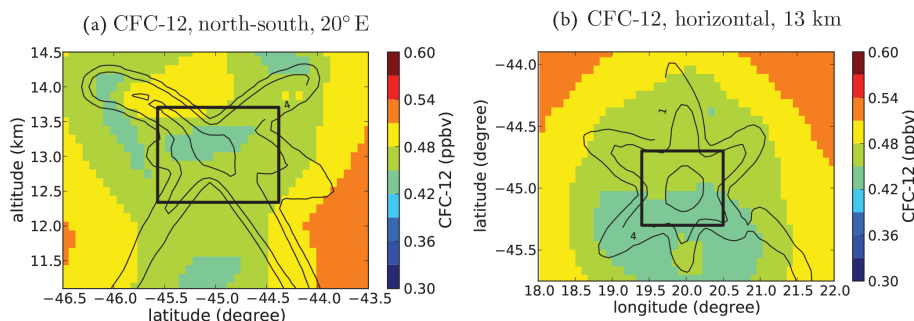 (a) CFC-12, north-south, 20° E
14.5
14.0
13.5
13.0
12.5
12.0
11.5
altitude (km)
−46.5 −46.0 −45.5 −45.0 −44.5 −44.0 −43.5
latitude (degree)
4
0.60
0.54
0.48
0.42
0.36
0.30
CFC-12 (ppbv)
(b) CFC-12, horizontal, 13 km
−44.0
−44.5
−45.0
−45.5
latitude (degree)
18.0 18.5 19.0 19.5 20.0 20.5 21.0 21.5 22.0
longitude (degree)
1
4
0.60
0.54
0.48
0.42
0.36
0.30
CFC-12 (ppbv)